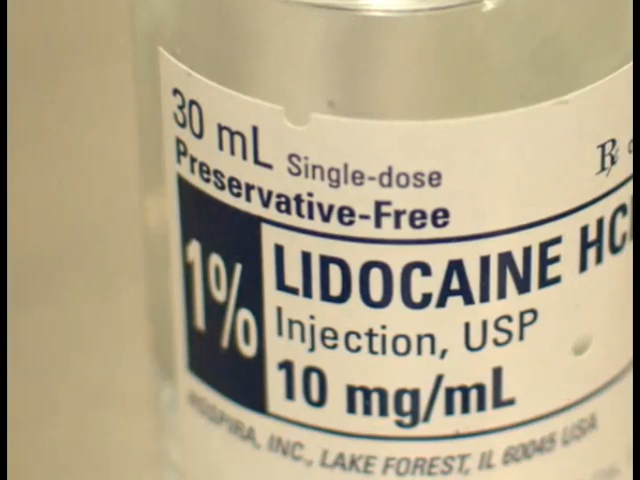 30 mL Single-dose
Rx
Preservative-Free
1%
LIDOCAINE HC
Injection, USP
10 mg/mL
HOSPIRA, INC., LAKE FOREST, IL 60045 USA